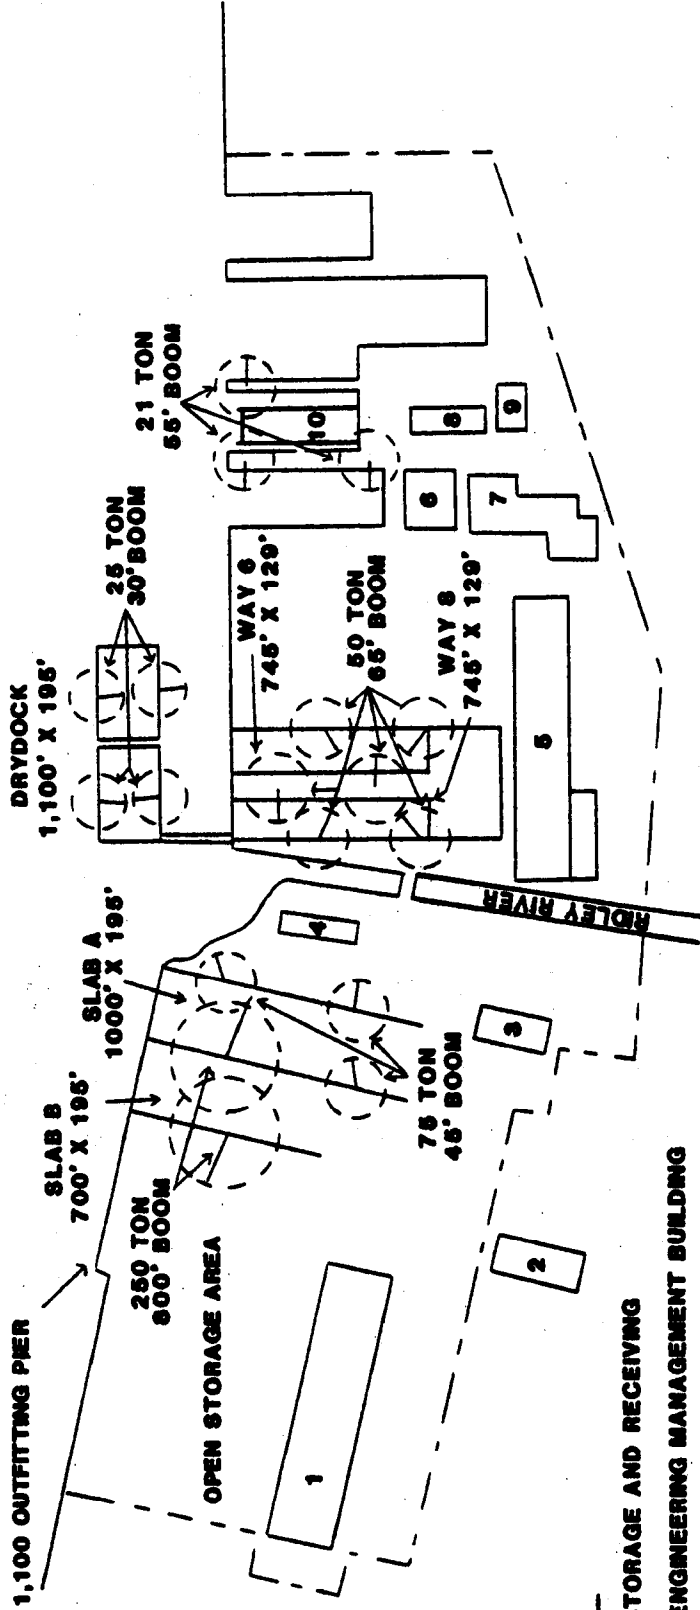 DRYDOCK
1,100' X 195'
25 TON
30' BOOM
21 TON
55' BOOM
WAY 6
745' X 129'
50 TON
65' BOOM
WAY 8
745' X 129'
SLAB A
1000' X 195'
SLAB B
700' X 195'
75 TON
45' BOOM
250 TON
800' BOOM
1,100 OUTFITTING PIER
OPEN STORAGE AREA
RIDLEY RIVER
1
2
3
4
5
6
7
8
9
10
TORAGE AND RECEIVING
NGINEERING MANAGEMENT BUILDING